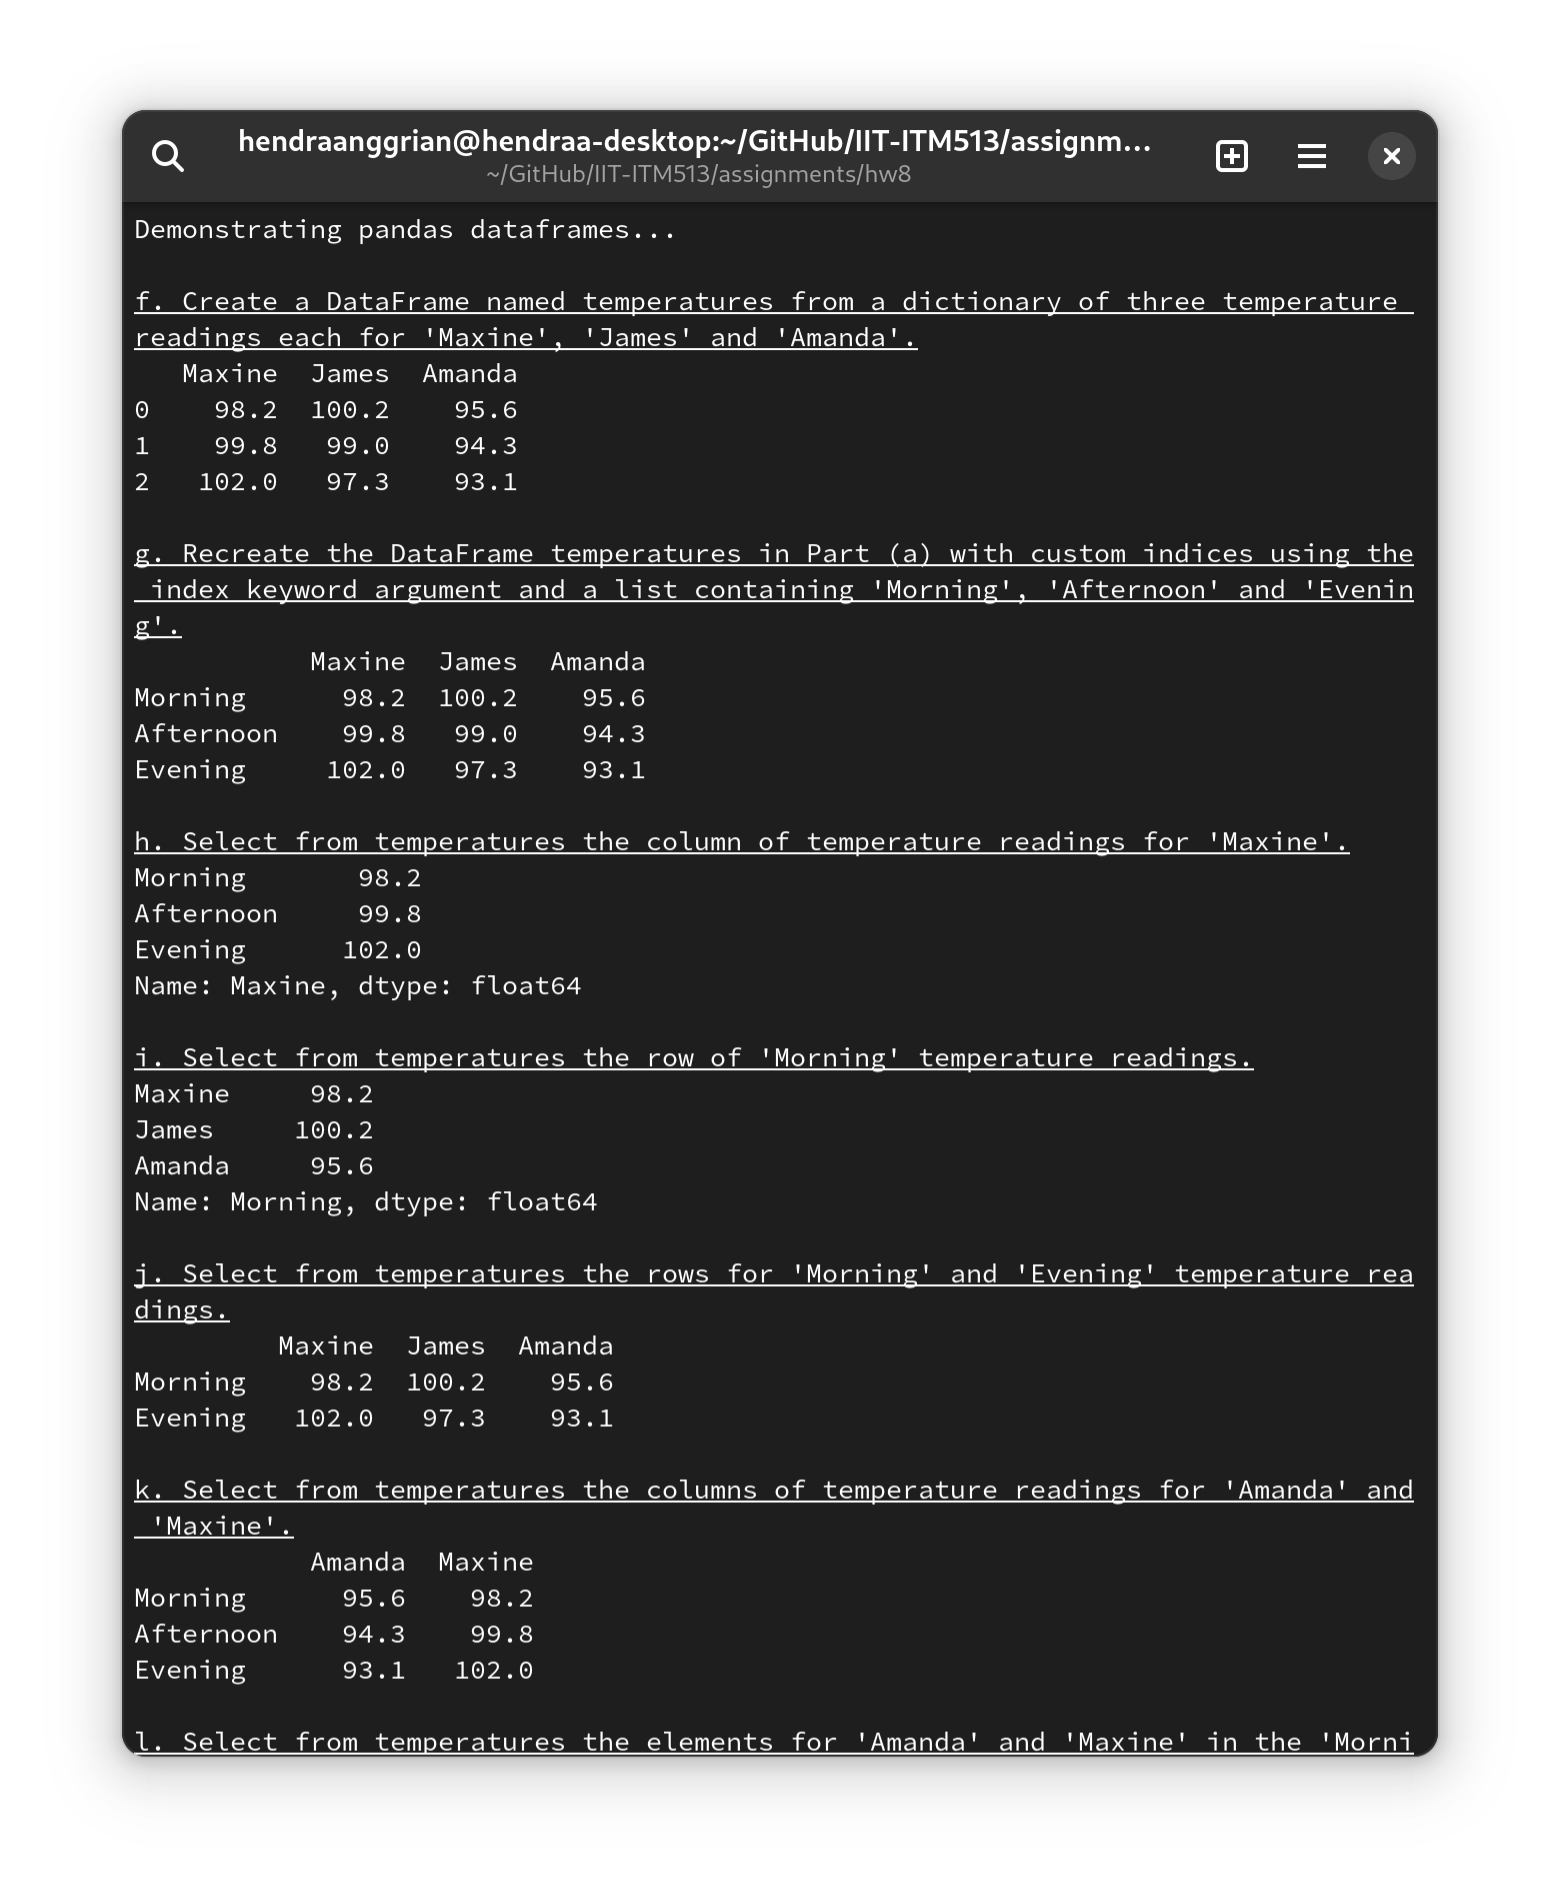 hendraanggrian@hendraa-desktop:~/GitHub/IIT-ITM513/assignm…
~/GitHub/IIT-ITM513/assignments/hw8
Demonstrating pandas dataframes...
f. Create a DataFrame named temperatures from a dictionary of three temperature
readings each for 'Maxine', 'James' and 'Amanda'.
   Maxine  James  Amanda
0    98.2  100.2    95.6
1    99.8   99.0    94.3
2   102.0   97.3    93.1
g. Recreate the DataFrame temperatures in Part (a) with custom indices using the
 index keyword argument and a list containing 'Morning', 'Afternoon' and 'Evenin
g'.
           Maxine  James  Amanda
Morning      98.2  100.2    95.6
Afternoon    99.8   99.0    94.3
Evening     102.0   97.3    93.1
h. Select from temperatures the column of temperature readings for 'Maxine'.
Morning       98.2
Afternoon     99.8
Evening      102.0
Name: Maxine, dtype: float64
i. Select from temperatures the row of 'Morning' temperature readings.
Maxine     98.2
James     100.2
Amanda     95.6
Name: Morning, dtype: float64
j. Select from temperatures the rows for 'Morning' and 'Evening' temperature rea
dings.
         Maxine  James  Amanda
Morning    98.2  100.2    95.6
Evening   102.0   97.3    93.1
k. Select from temperatures the columns of temperature readings for 'Amanda' and
 'Maxine'.
           Amanda  Maxine
Morning      95.6    98.2
Afternoon    94.3    99.8
Evening      93.1   102.0
l. Select from temperatures the elements for 'Amanda' and 'Maxine' in the 'Morni